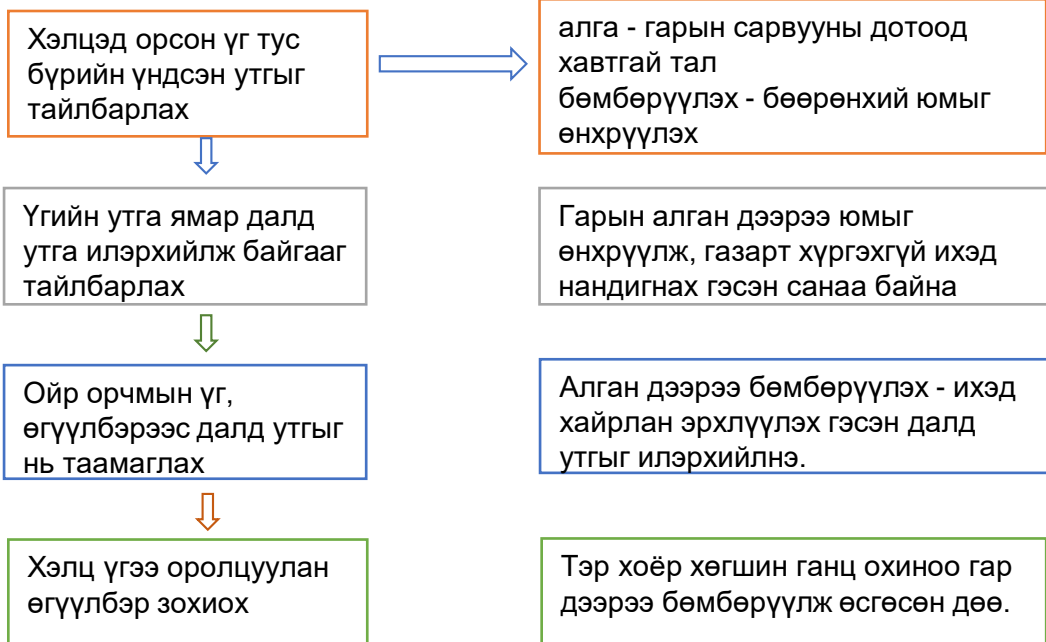 Хэлцэд орсон үг тус
бүрийн үндсэн утгыг
тайлбарлах
алга - гарын сарвууны дотоод
хавтгай тал
бөмбөрүүлэх - бөөрөнхий юмыг
өнхрүүлэх
Үгийн утга ямар далд
утга илэрхийлж байгааг
тайлбарлах
Гарын алган дээрээ юмыг
өнхрүүлж, газарт хүргэхгүй ихэд
нандигнах гэсэн санаа байна
Ойр орчмын үг,
өгүүлбэрээс далд утгыг
нь таамаглах
Алган дээрээ бөмбөрүүлэх - ихэд
хайрлан эрхлүүлэх гэсэн далд
утгыг илэрхийлнэ.
Хэлц үгээ оролцуулан
өгүүлбэр зохиох
Тэр хоёр хөгшин ганц охиноо гар
дээрээ бөмбөрүүлж өсгөсөн дөө.